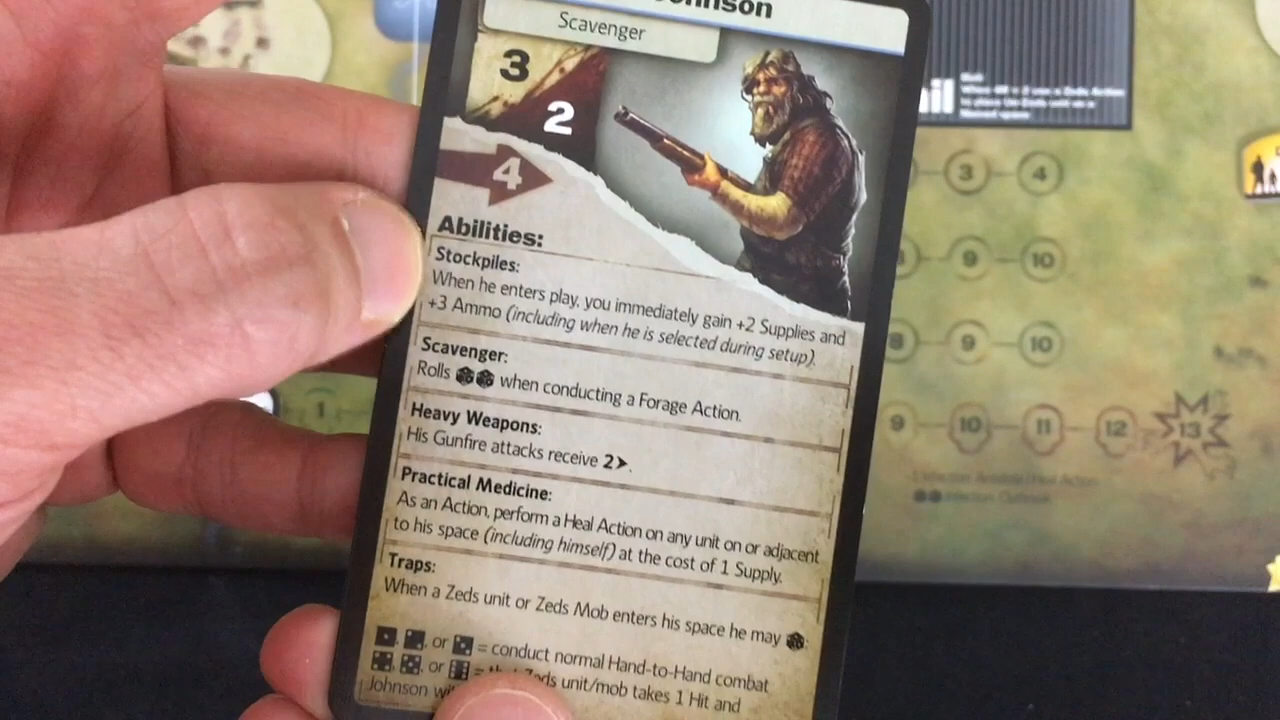 Johnson
Scavenger
3
2
4
Abilities:
Stockpiles:
When he enters play, you immediately gain +2 Supplies and
+3 Ammo (including when he is selected during setup).
Scavenger:
Rolls when conducting a Forage Action.
Heavy Weapons:
His Gunfire attacks receive 2➤.
Practical Medicine:
As an Action, perform a Heal Action on any unit on or adjacent
to his space (including himself) at the cost of 1 Supply.
Traps:
When a Zeds unit or Zeds Mob enters his space he may :
, , or = conduct normal Hand-to-Hand combat
, , or = Zeds unit/mob takes 1 Hit and
Johnson
3 4
9 10
8 9 10
9 10 11 12 13
1